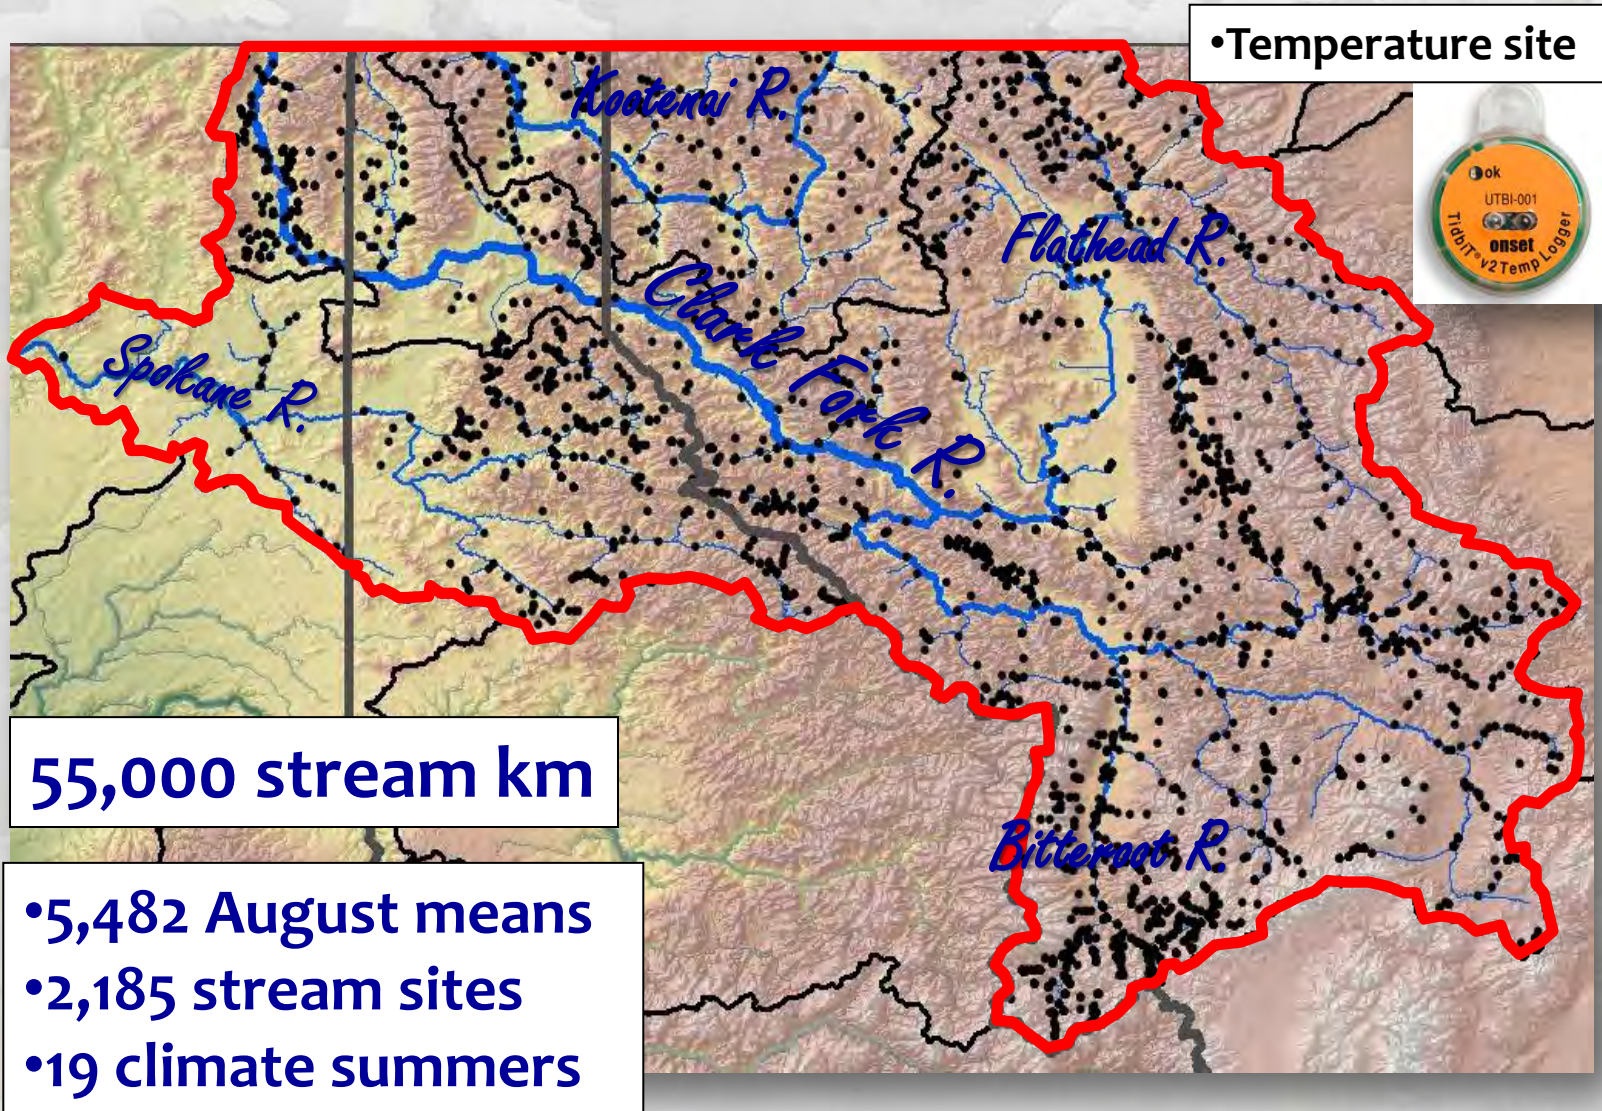 •Temperature site
Kootenai R.
ok
UTBI-001
onset
TidbiT® v2 Temp Logger
Flathead R.
Clark Fork R.
Spokane R.
55,000 stream km
Bitteroot R.
•5,482 August means
•2,185 stream sites
•19 climate summers